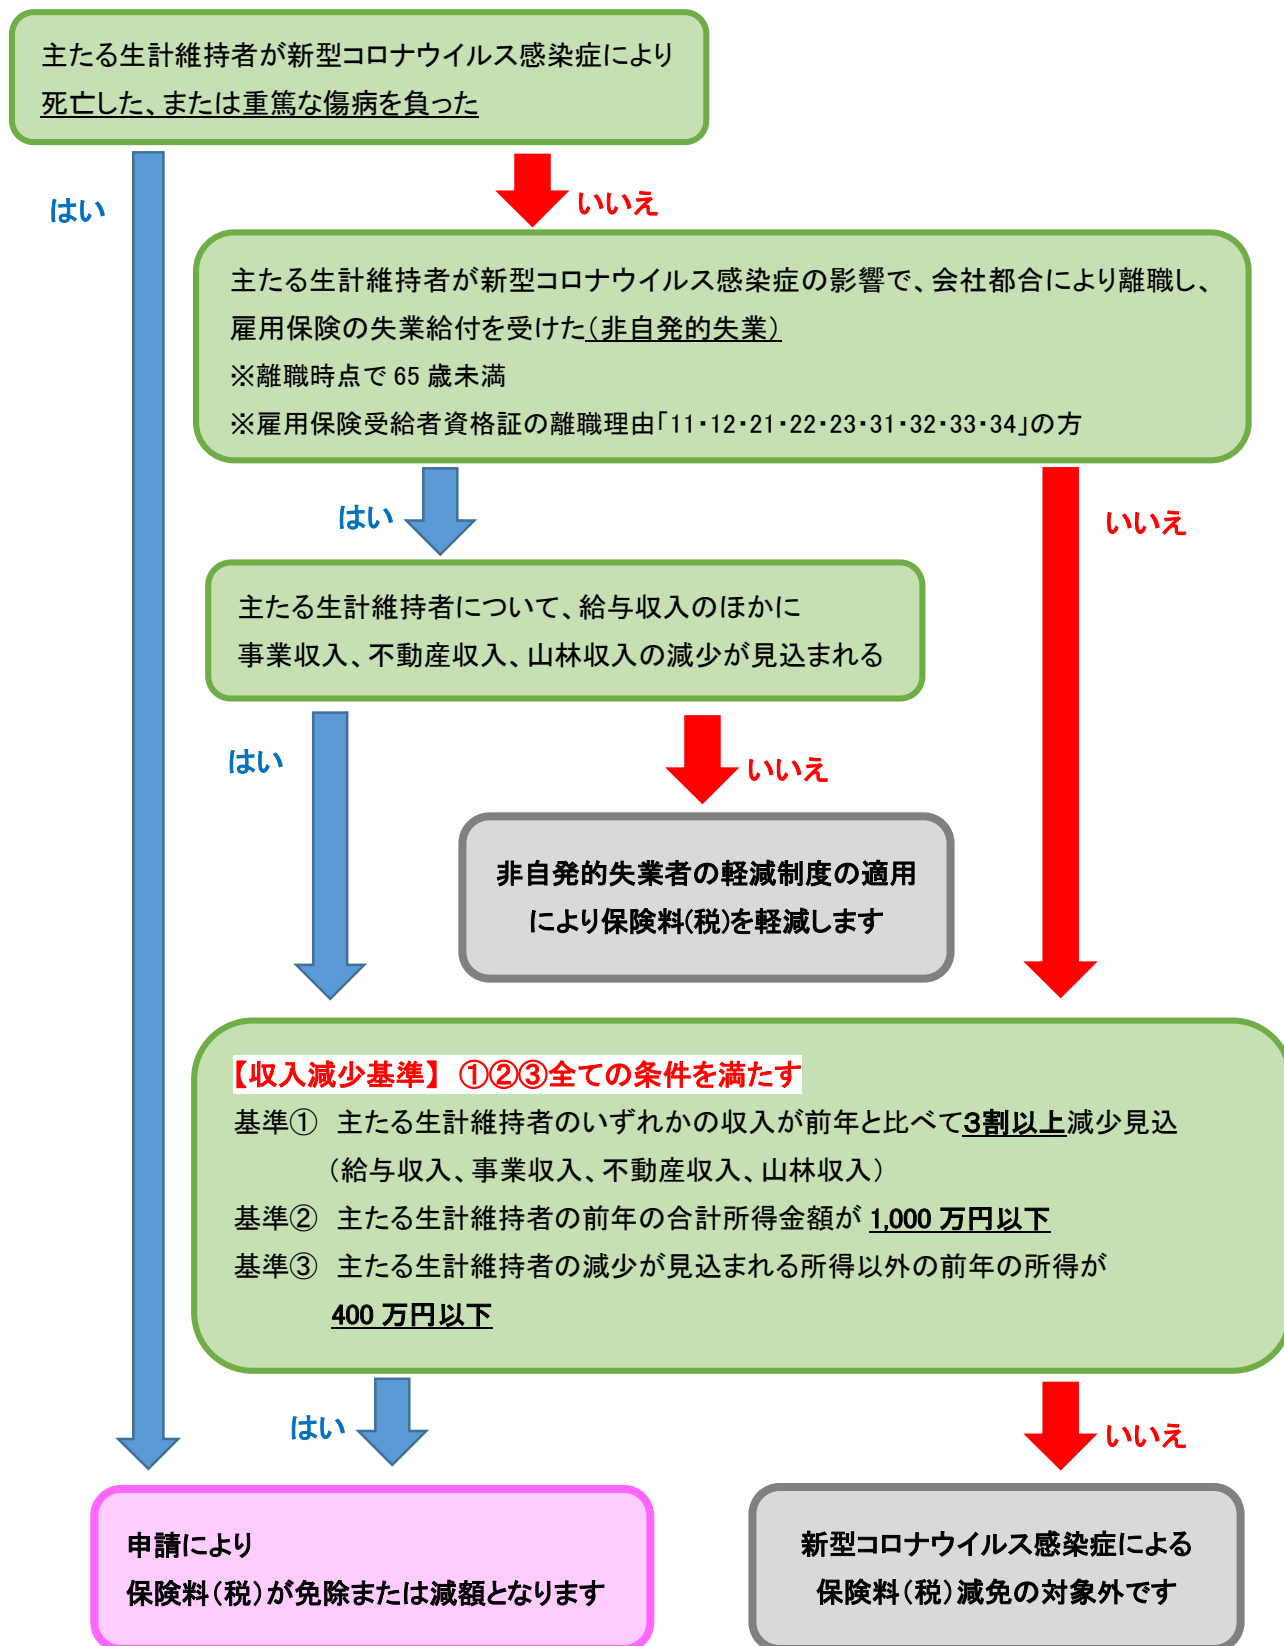 主たる生計維持者が新型コロナウイルス感染症により
死亡した、または重篤な傷病を負った
はい
いいえ
主たる生計維持者が新型コロナウイルス感染症の影響で、会社都合により離職し、
雇用保険の失業給付を受けた（非自発的失業）
※離職時点で 65 歳未満
※雇用保険受給者資格証の離職理由「11・12・21・22・23・31・32・33・34」の方
はい
いいえ
主たる生計維持者について、給与収入のほかに
事業収入、不動産収入、山林収入の減少が見込まれる
はい
いいえ
非自発的失業者の軽減制度の適用
により保険料(税)を軽減します
【収入減少基準】 ①②③全ての条件を満たす
基準① 主たる生計維持者のいずれかの収入が前年と比べて３割以上減少見込
（給与収入、事業収入、不動産収入、山林収入）
基準② 主たる生計維持者の前年の合計所得金額が 1,000 万円以下
基準③ 主たる生計維持者の減少が見込まれる所得以外の前年の所得が
400 万円以下
はい
いいえ
申請により
保険料（税）が免除または減額となります
新型コロナウイルス感染症による
保険料（税）減免の対象外です